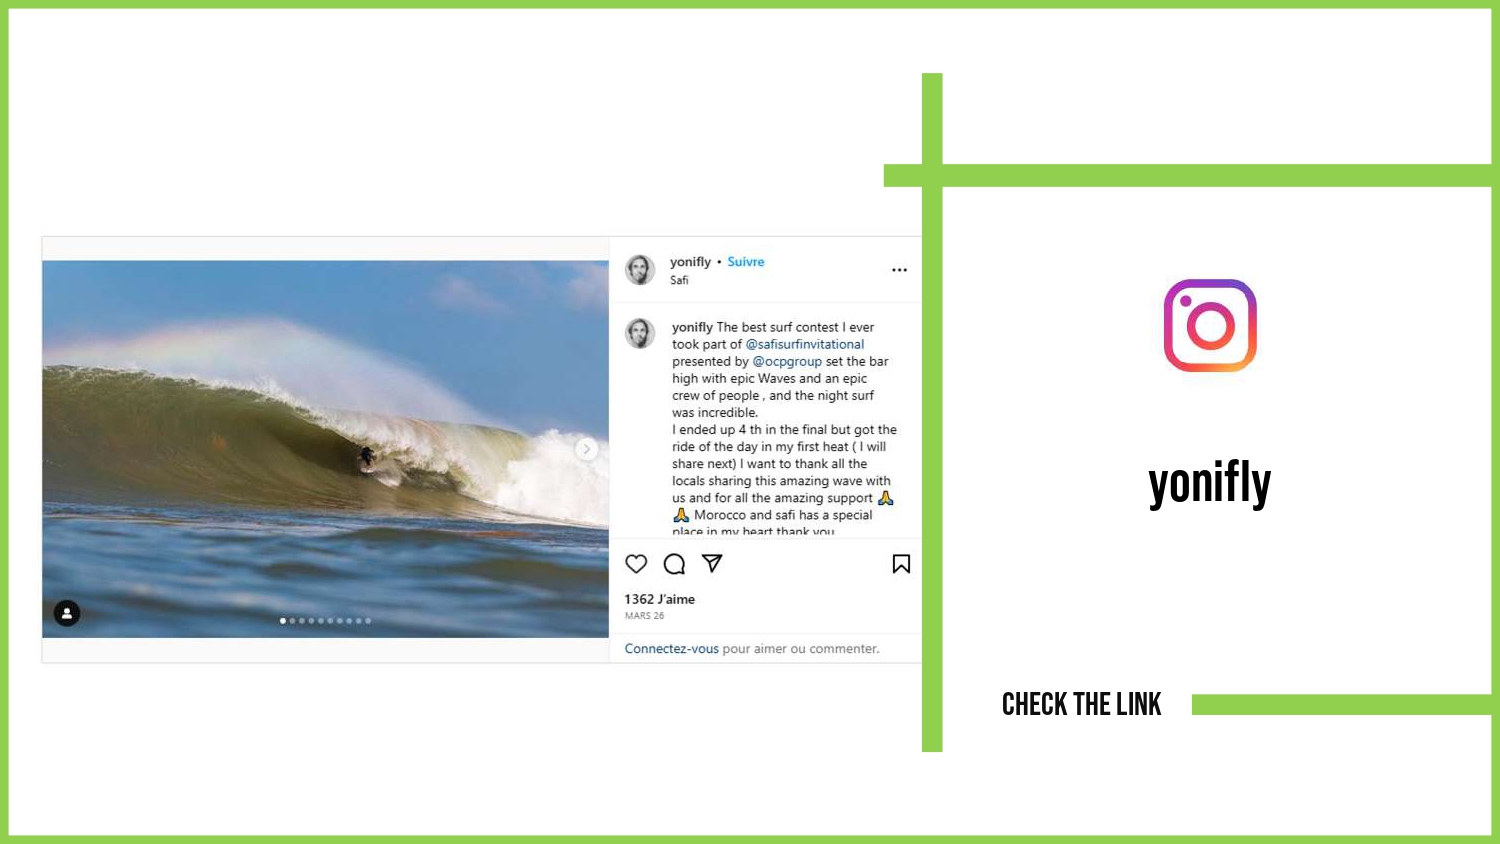 yonifly • Suivre
Safi
yonifly The best surf contest I ever
took part of @safisurfinvitational
presented by @ocpgroup set the bar
high with epic Waves and an epic
crew of people , and the night surf
was incredible.
I ended up 4 th in the final but got the
ride of the day in my first heat ( I will
share next) I want to thank all the
locals sharing this amazing wave with
us and for all the amazing support 🙏
🙏 Morocco and safi has a special
place in my heart thank you
1362 J'aime
MARS 26
Connectez-vous pour aimer ou commenter.
yonifly
CHECK THE LINK